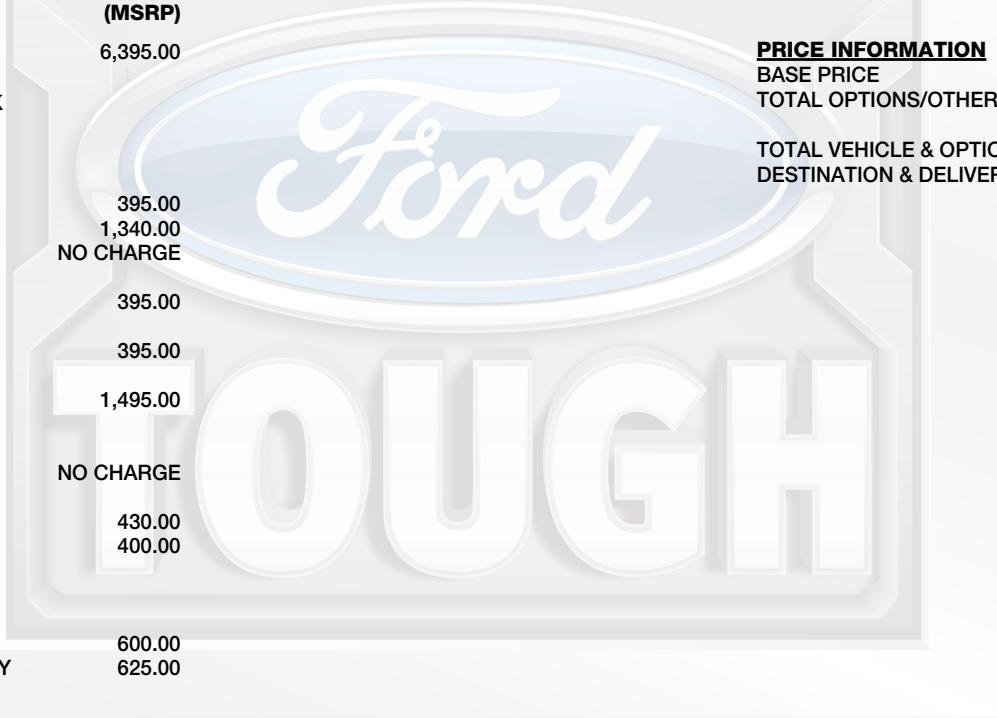 (MSRP)
6,395.00
K
395.00
1,340.00
NO CHARGE
395.00
395.00
1,495.00
NO CHARGE
430.00
400.00
600.00
Y 625.00
PRICE INFORMATION
BASE PRICE
TOTAL OPTIONS/OTHER
TOTAL VEHICLE & OPTIO
DESTINATION & DELIVER
Ford
TOUGH